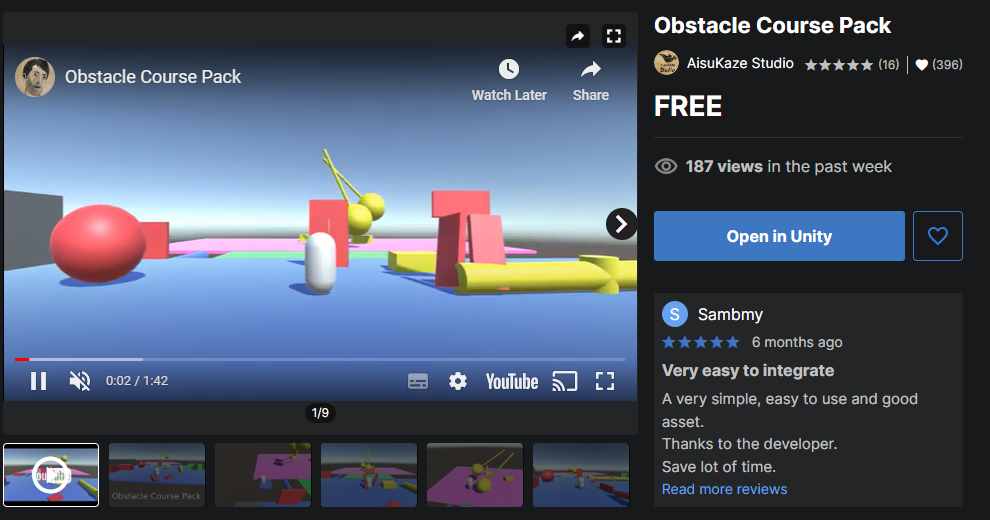 Obstacle Course Pack
Watch Later
Share
0:02 / 1:42
YouTube
1/9
Obstacle Course Pack
Obstacle Course Pack
AisuKaze Studio
(16)
(396)
FREE
187 views in the past week
Open in Unity
S
Sambmy
6 months ago
Very easy to integrate
A very simple, easy to use and good
asset.
Thanks to the developer.
Save lot of time.
Read more reviews